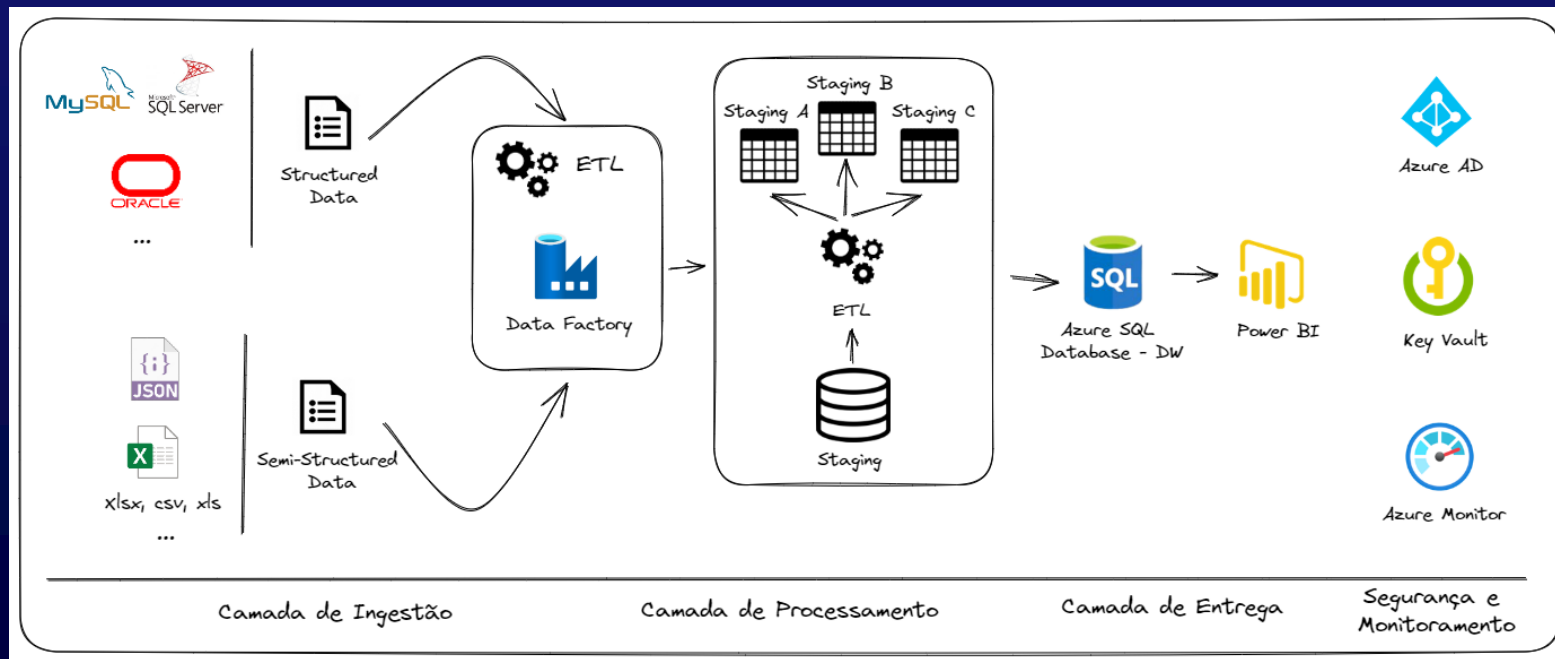 MySQL
Microsoft
SQL Server
ORACLE
...
Structured
Data
{;}
JSON
X
xlsx, csv, xls
...
Semi-Structured
Data
ETL
Data Factory
Staging A
Staging B
Staging C
ETL
Staging
SQL
Azure SQL
Database - DW
Power BI
Azure AD
Key Vault
Azure Monitor
Camada de Ingestão
Camada de Processamento
Camada de Entrega
Segurança e
Monitoramento